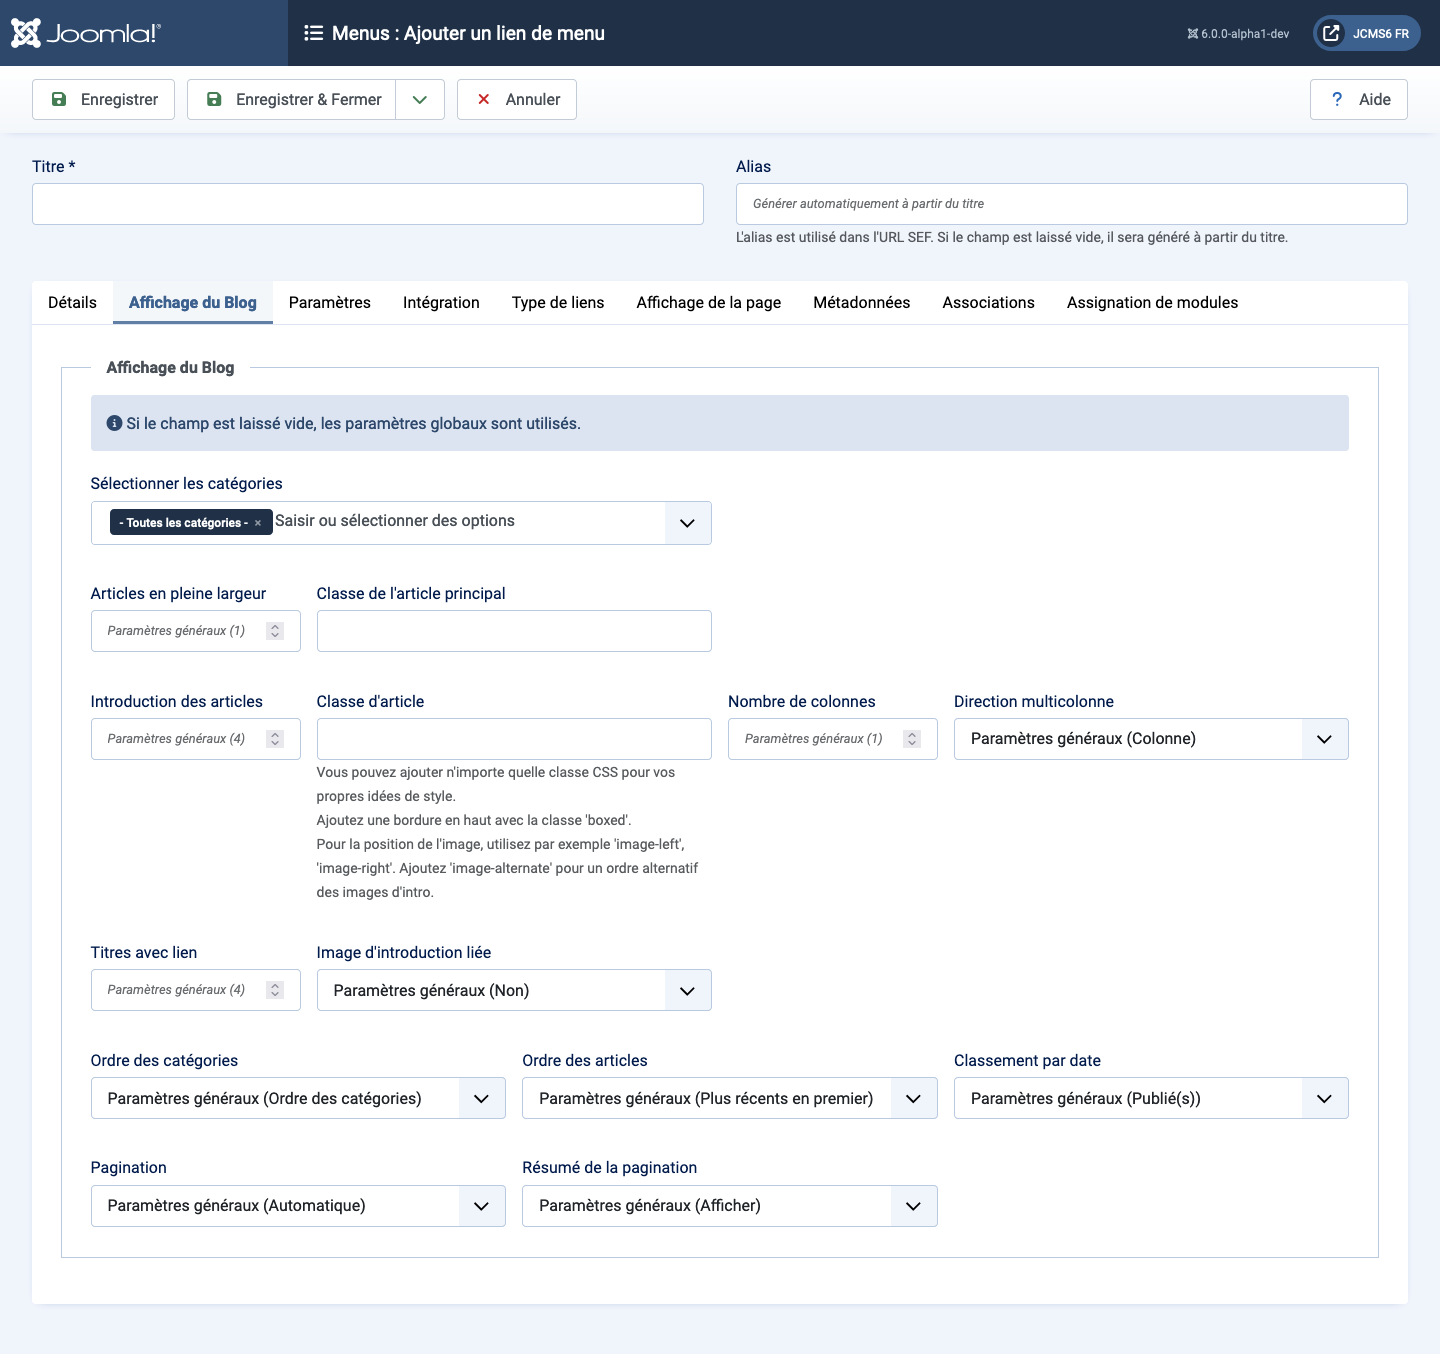 Joomla!®
Menus : Ajouter un lien de menu
6.0.0-alpha1-dev
JCMS6 FR
Enregistrer
Enregistrer & Fermer
Annuler
? Aide
Titre *
Alias
Générer automatiquement à partir du titre
L'alias est utilisé dans l'URL SEF. Si le champ est laissé vide, il sera généré à partir du titre.
Détails Affichage du Blog Paramètres Intégration Type de liens Affichage de la page Métadonnées Associations Assignation de modules
Affichage du Blog
Si le champ est laissé vide, les paramètres globaux sont utilisés.
Sélectionner les catégories
- Toutes les catégories - × Saisir ou sélectionner des options
Articles en pleine largeur
Classe de l'article principal
Paramètres généraux (1)
Introduction des articles
Classe d'article
Nombre de colonnes
Direction multicolonne
Paramètres généraux (4)
Paramètres généraux (1)
Paramètres généraux (Colonne)
Vous pouvez ajouter n'importe quelle classe CSS pour vos
propres idées de style.
Ajoutez une bordure en haut avec la classe 'boxed'.
Pour la position de l'image, utilisez par exemple 'image-left',
'image-right'. Ajoutez 'image-alternate' pour un ordre alternatif
des images d'intro.
Titres avec lien
Image d'introduction liée
Paramètres généraux (4)
Paramètres généraux (Non)
Ordre des catégories
Ordre des articles
Classement par date
Paramètres généraux (Ordre des catégories)
Paramètres généraux (Plus récents en premier)
Paramètres généraux (Publié(s))
Pagination
Résumé de la pagination
Paramètres généraux (Automatique)
Paramètres généraux (Afficher)